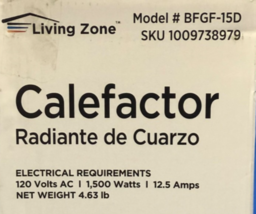 Living Zone™
Model # BFGF-15D
SKU 1009738979
Calefactor
Radiante de Cuarzo
ELECTRICAL REQUIREMENTS
120 Volts AC | 1,500 Watts | 12.5 Amps
NET WEIGHT 4.63 lb